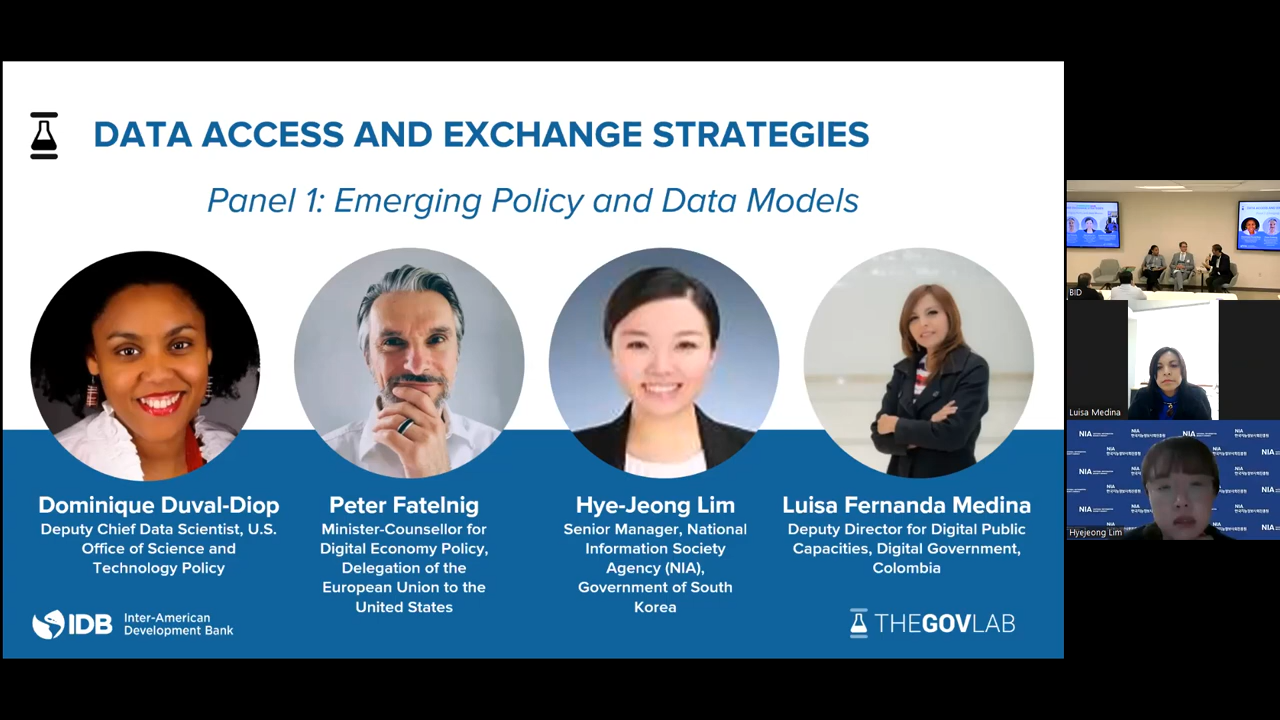 DATA ACCESS AND EXCHANGE STRATEGIES
Panel 1: Emerging Policy and Data Models
Dominique Duval-Diop
Deputy Chief Data Scientist, U.S.
Office of Science and
Technology Policy
Peter Fatelnig
Minister-Counsellor for
Digital Economy Policy,
Delegation of the
European Union to the
United States
Hye-Jeong Lim
Senior Manager, National
Information Society
Agency (NIA),
Government of South
Korea
Luisa Fernanda Medina
Deputy Director for Digital Public
Capacities, Digital Government,
Colombia
IDB
Inter-American
Development Bank
THEGOVLAB
BID
Luisa Medina
NIA
Hyejeong Lim